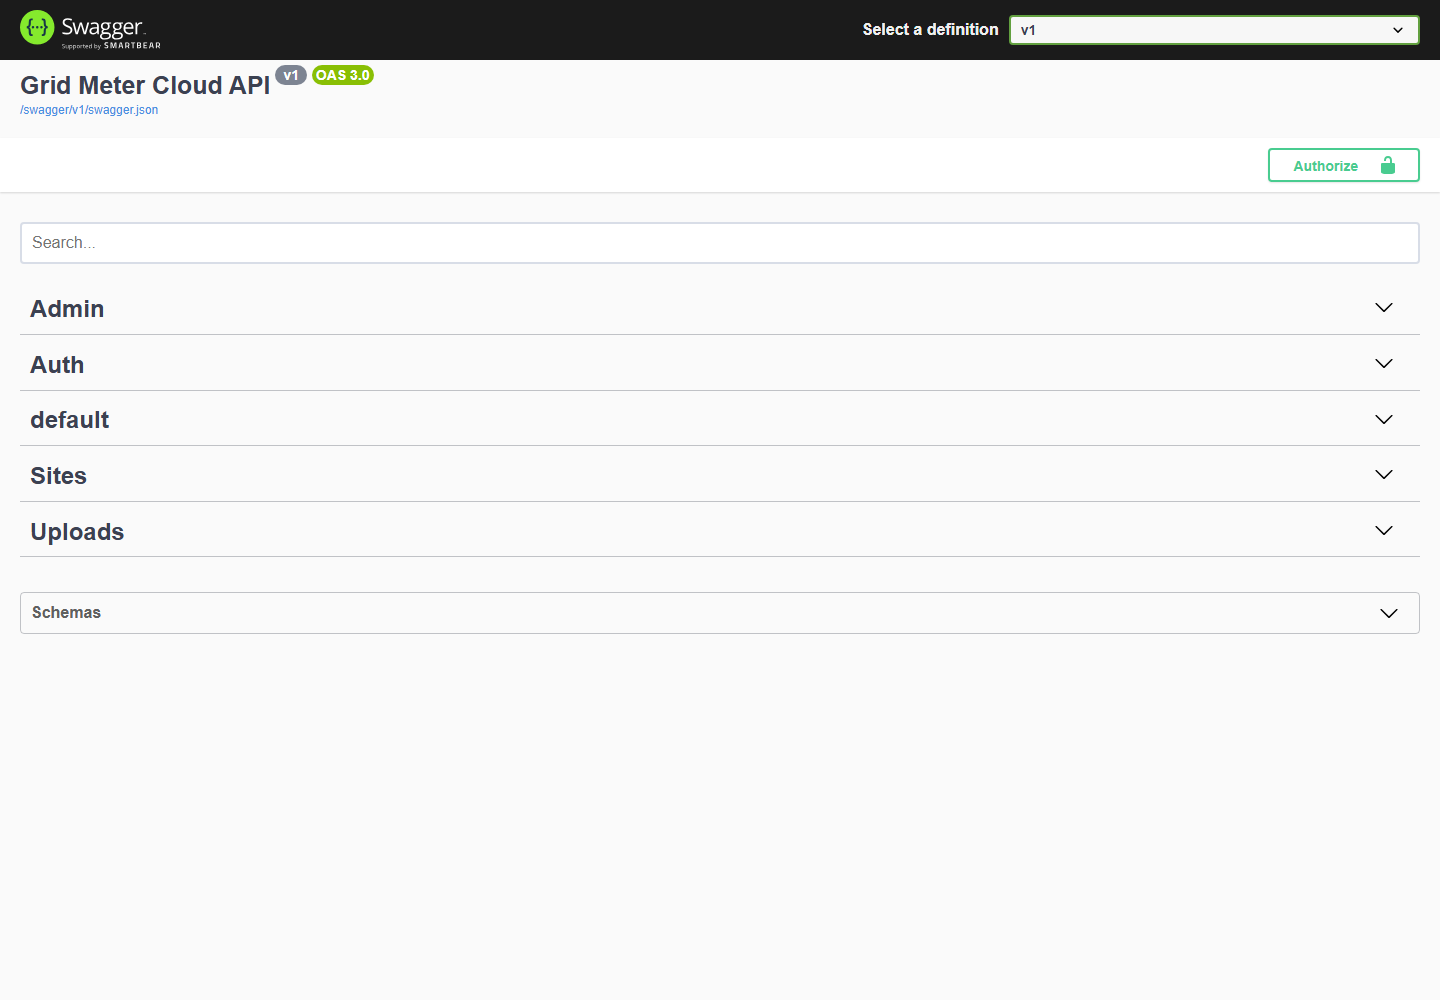 Swagger
Supported by SMARTBEAR
Select a definition
v1
Grid Meter Cloud API v1 OAS 3.0
/swagger/v1/swagger.json
Authorize
Search...
Admin
Auth
default
Sites
Uploads
Schemas